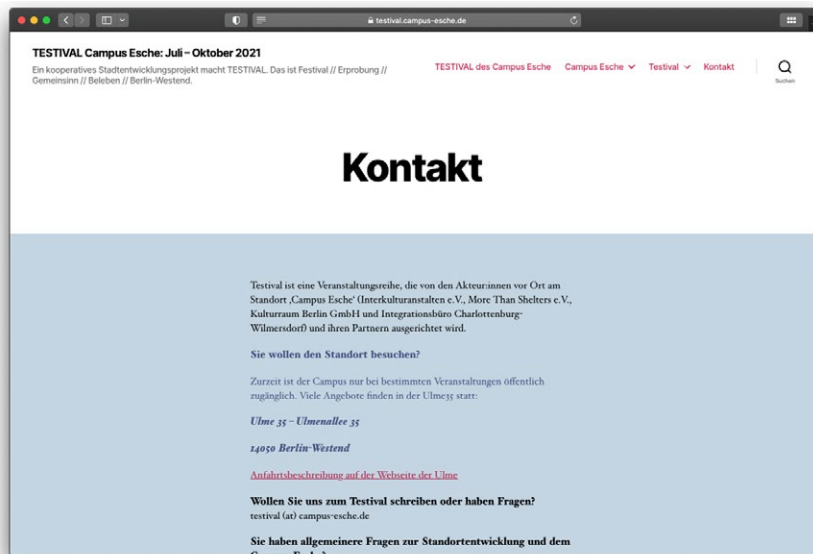 testival.campus-esche.de
TESTIVAL Campus Esche: Juli – Oktober 2021
Ein kooperatives Stadtentwicklungsprojekt macht TESTIVAL. Das ist Festival // Erprobung //
Gemeinsinn // Beleben // Berlin-Westend.
TESTIVAL des Campus Esche Campus Esche Testival Kontakt
Suchen
Kontakt
Testival ist eine Veranstaltungsreihe, die von den Akteur:innen vor Ort am
Standort ‚Campus Esche‘ (Interkulturanstalten e.V., More Than Shelters e.V.,
Kulturraum Berlin GmbH und Integrationsbüro Charlottenburg-
Wilmersdorf) und ihren Partnern ausgerichtet wird.
Sie wollen den Standort besuchen?
Zurzeit ist der Campus nur bei bestimmten Veranstaltungen öffentlich
zugänglich. Viele Angebote finden in der Ulme35 statt:
Ulme 35 – Ulmenallee 35
14050 Berlin-Westend
Anfahrtsbeschreibung auf der Webseite der Ulme
Wollen Sie uns zum Testival schreiben oder haben Fragen?
testival (at) campus-esche.de
Sie haben allgemeinere Fragen zur Standortentwicklung und dem